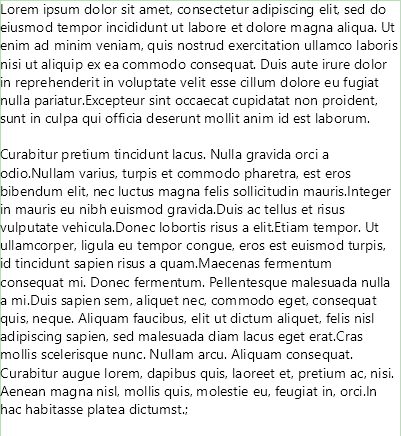 Lorem ipsum dolor sit amet, consectetur adipiscing elit, sed do
eiusmod tempor incididunt ut labore et dolore magna aliqua. Ut
enim ad minim veniam, quis nostrud exercitation ullamco laboris
nisi ut aliquip ex ea commodo consequat. Duis aute irure dolor
in reprehenderit in voluptate velit esse cillum dolore eu fugiat
nulla pariatur.Excepteur sint occaecat cupidatat non proident,
sunt in culpa qui officia deserunt mollit anim id est laborum.

Curabitur pretium tincidunt lacus. Nulla gravida orci a
odio.Nullam varius, turpis et commodo pharetra, est eros
bibendum elit, nec luctus magna felis sollicitudin mauris.Integer
in mauris eu nibh euismod gravida.Duis ac tellus et risus
vulputate vehicula.Donec lobortis risus a elit.Etiam tempor. Ut
ullamcorper, ligula eu tempor congue, eros est euismod turpis,
id tincidunt sapien risus a quam.Maecenas fermentum
consequat mi. Donec fermentum. Pellentesque malesuada nulla
a mi.Duis sapien sem, aliquet nec, commodo eget, consequat
quis, neque. Aliquam faucibus, elit ut dictum aliquet, felis nisl
adipiscing sapien, sed malesuada diam lacus eget erat.Cras
mollis scelerisque nunc. Nullam arcu. Aliquam consequat.
Curabitur augue lorem, dapibus quis, laoreet et, pretium ac, nisi.
Aenean magna nisl, mollis quis, molestie eu, feugiat in, orci.In
hac habitasse platea dictumst.;